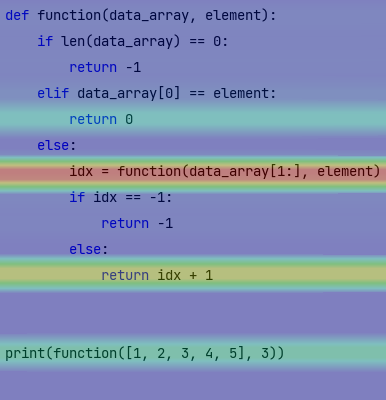 def function(data_array, element):
    if len(data_array) == 0:
        return -1
    elif data_array[0] == element:
        return 0
    else:
        idx = function(data_array[1:], element)
        if idx == -1:
            return -1
        else:
            return idx + 1
print(function([1, 2, 3, 4, 5], 3))